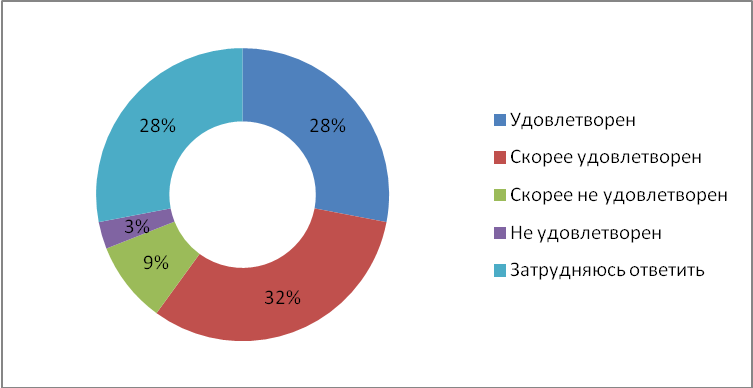 28%
28%
3%
9%
32%
Удовлетворен
Скорее удовлетворен
Скорее не удовлетворен
Не удовлетворен
Затрудняюсь ответить